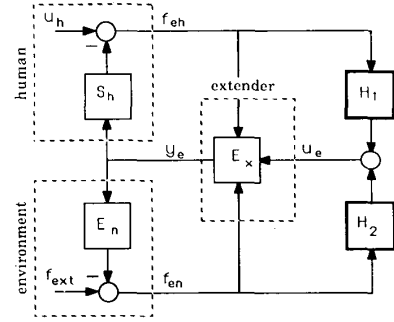 u_h
f_eh
human
S_h
extender
H_1
y_e
E_x
u_e
environment
E_n
H_2
f_ext
f_en